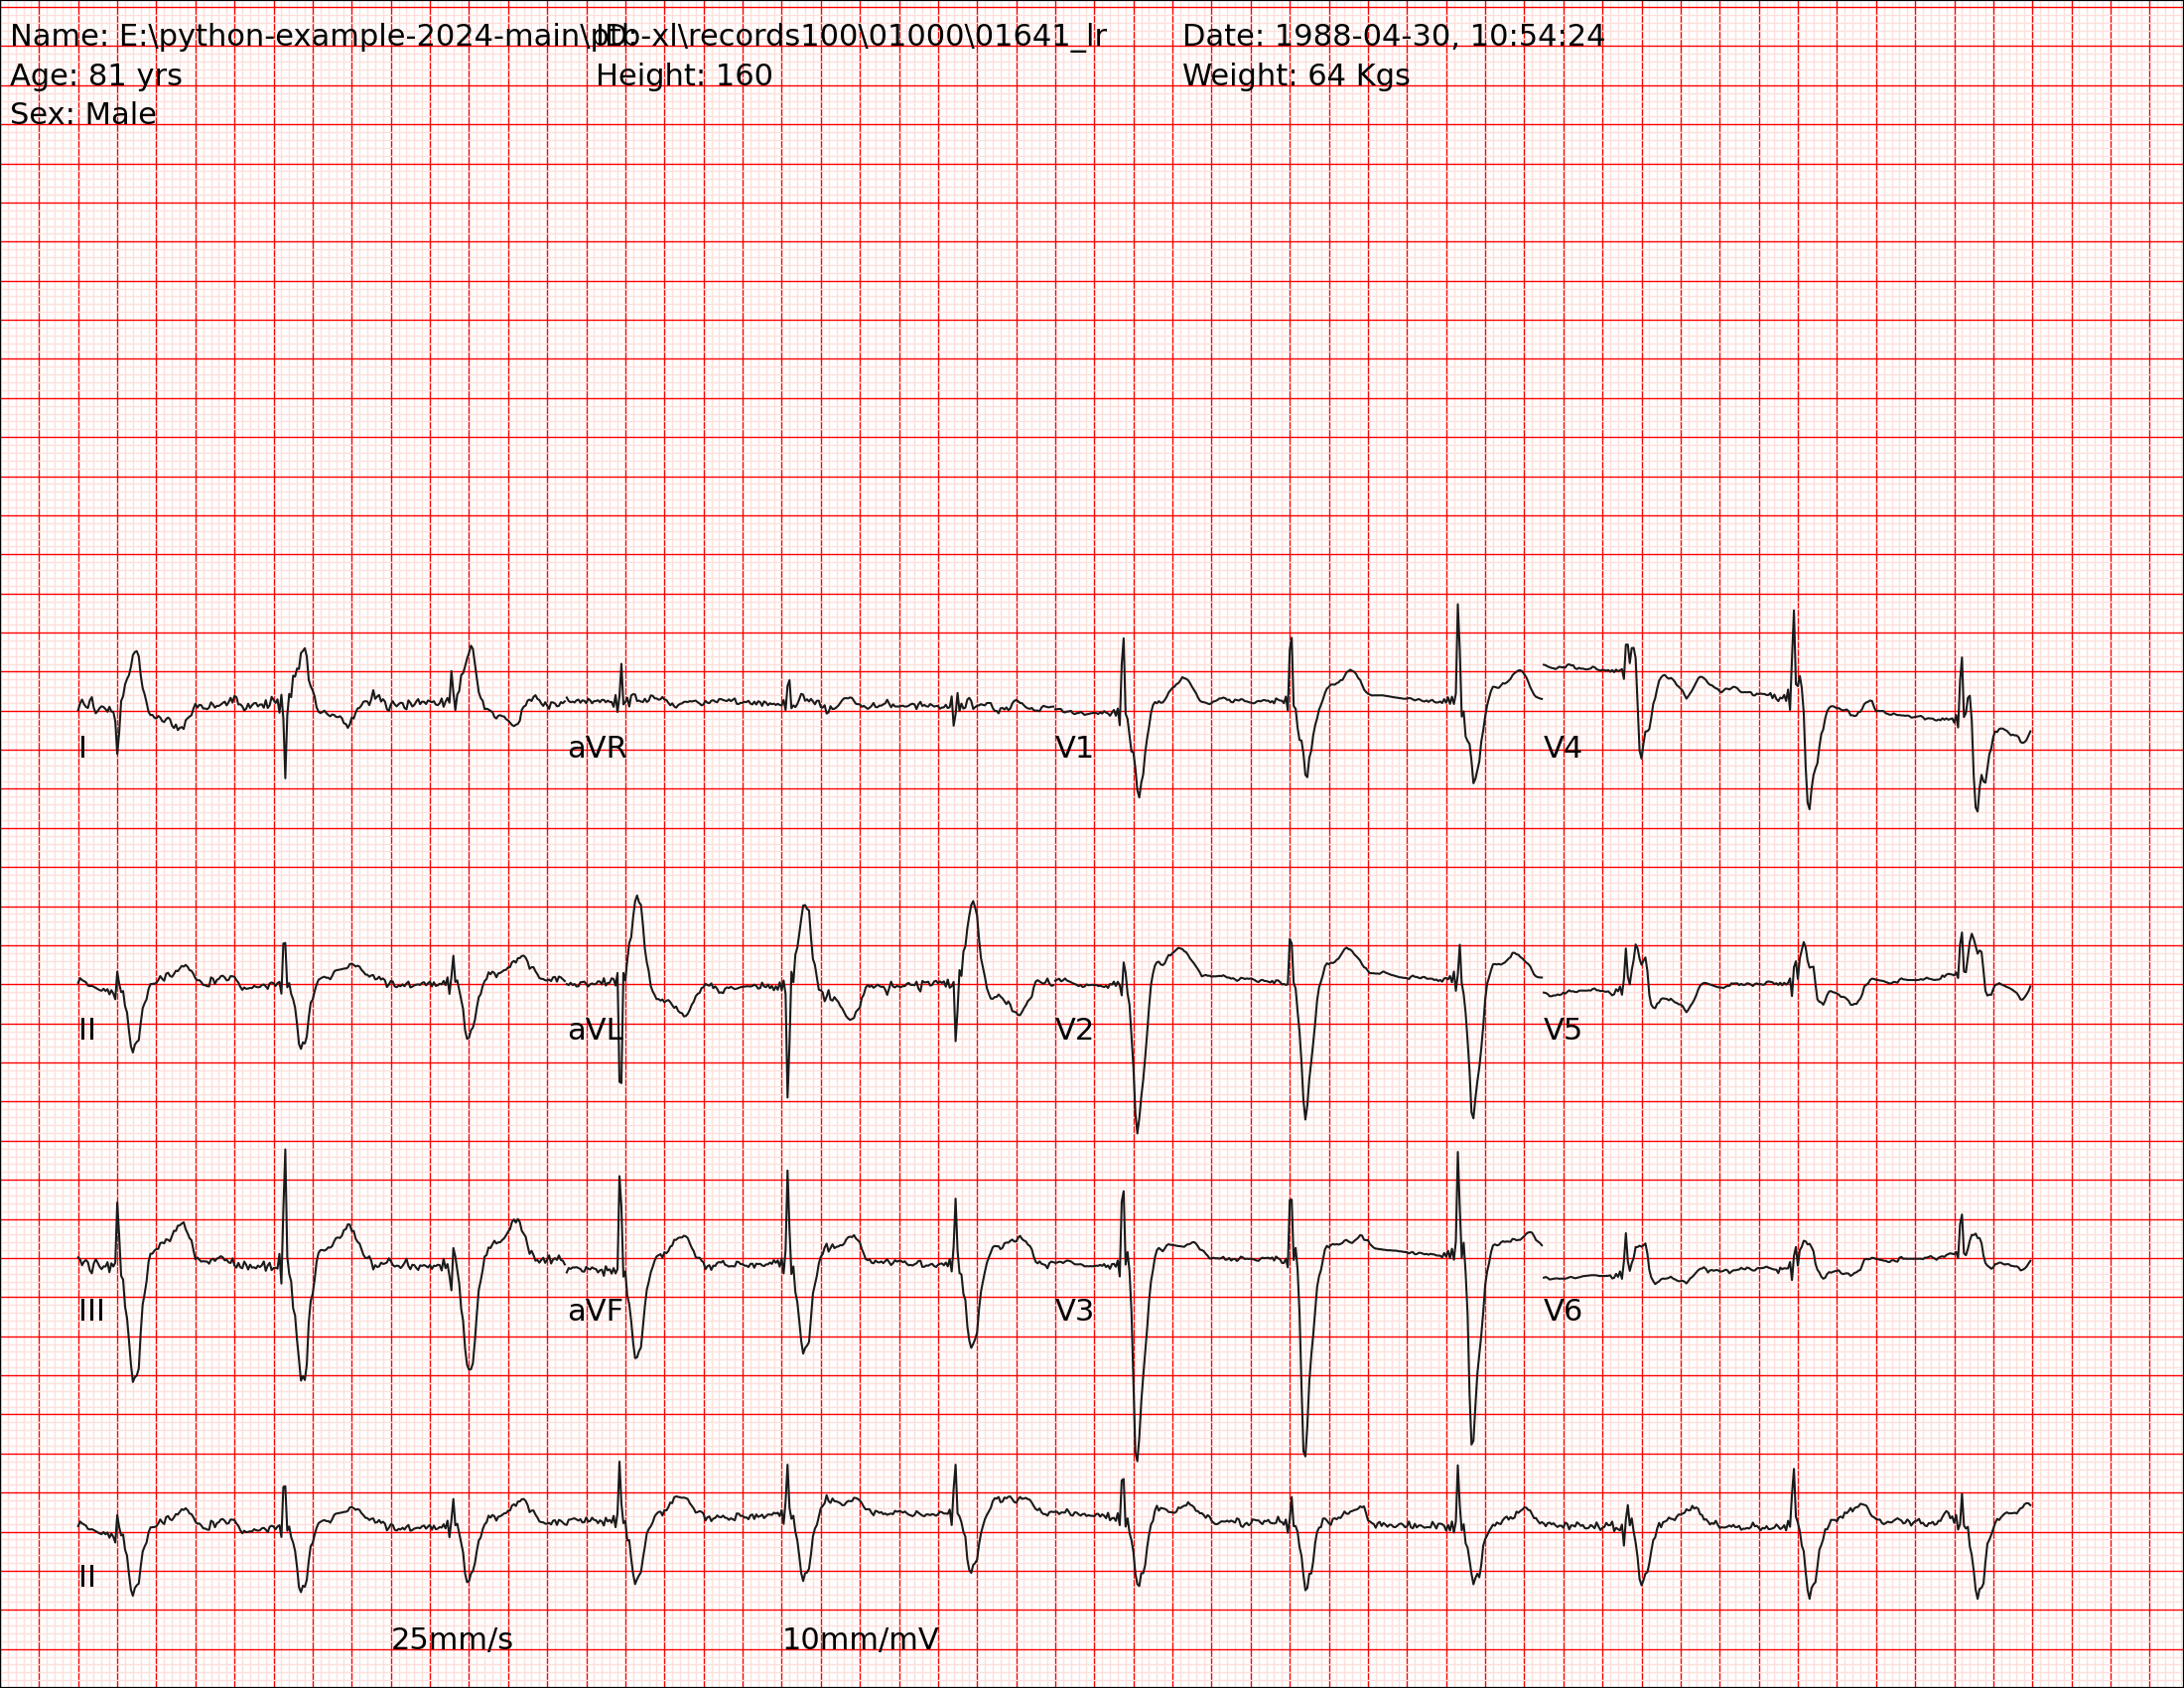 Name: E:\python-example-2024-main\ptb-xl\records100\01000\01641_lr ID: Date: 1988-04-30, 10:54:24
Age: 81 yrs Height: 160 Weight: 64 Kgs
Sex: Male
I aVR V1 V4
II aVL V2 V5
III aVF V3 V6
II
25mm/s 10mm/mV